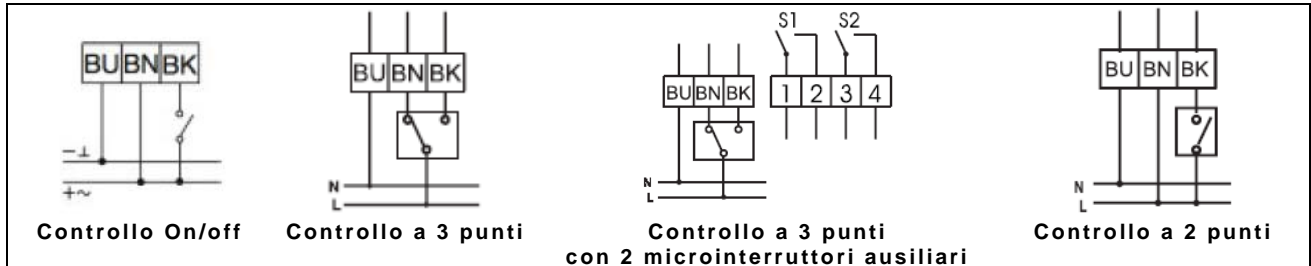 BU BN BK
−⊥
+~
Controllo On/off
BU BN BK
N
L
Controllo a 3 punti
S1 S2
BU BN BK
1 2 3 4
N
L
Controllo a 3 punti
con 2 microinterruttori ausiliari
BU BN BK
N
L
Controllo a 2 punti